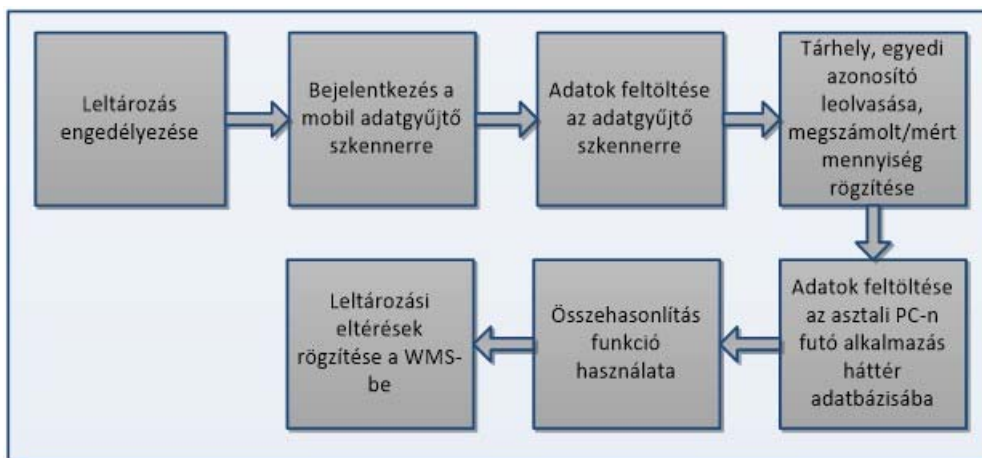 Leltározás
engedélyezése
Bejelentkezés a
mobil adatgyűjtő
szkennerre
Adatok feltöltése
az adatgyűjtő
szkennerre
Tárhely, egyedi
azonosító
leolvasása,
megszámolt/mért
mennyiség
rögzítése
Adatok feltöltése
az asztali PC-n
futó alkalmazás
háttér
adatbázisába
Összehasonlítás
funkció
használata
Leltározási
eltérések
rögzítése a WMS-
be